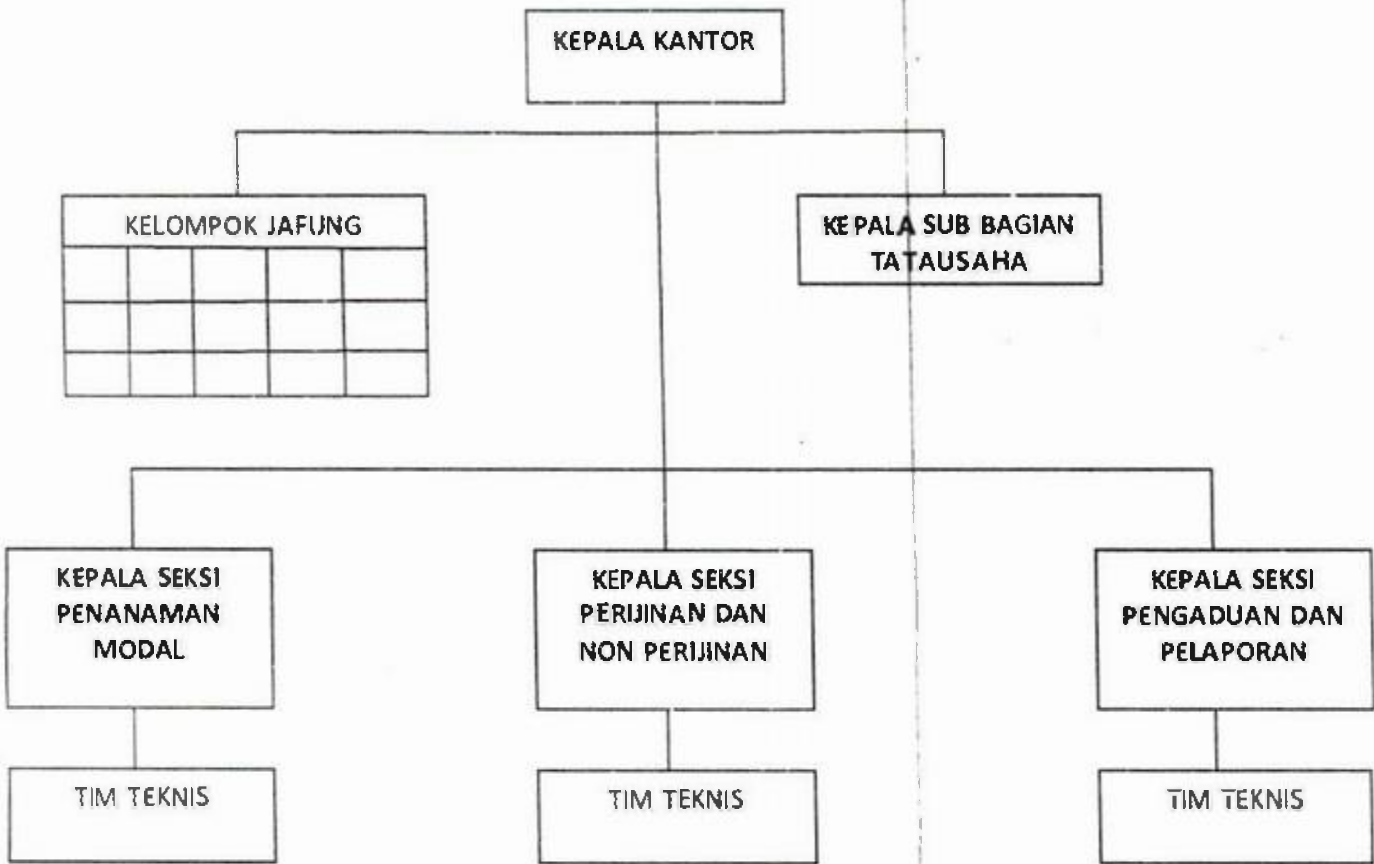 KEPALA KANTOR
KELOMPOK JAFUNG
KEPALA SUB BAGIAN
TATAUSAHA
KEPALA SEKSI
PENANAMAN
MODAL
KEPALA SEKSI
PERIJINAN DAN
NON PERIJINAN
KEPALA SEKSI
PENGADUAN DAN
PELAPORAN
TIM TEKNIS
TIM TEKNIS
TIM TEKNIS